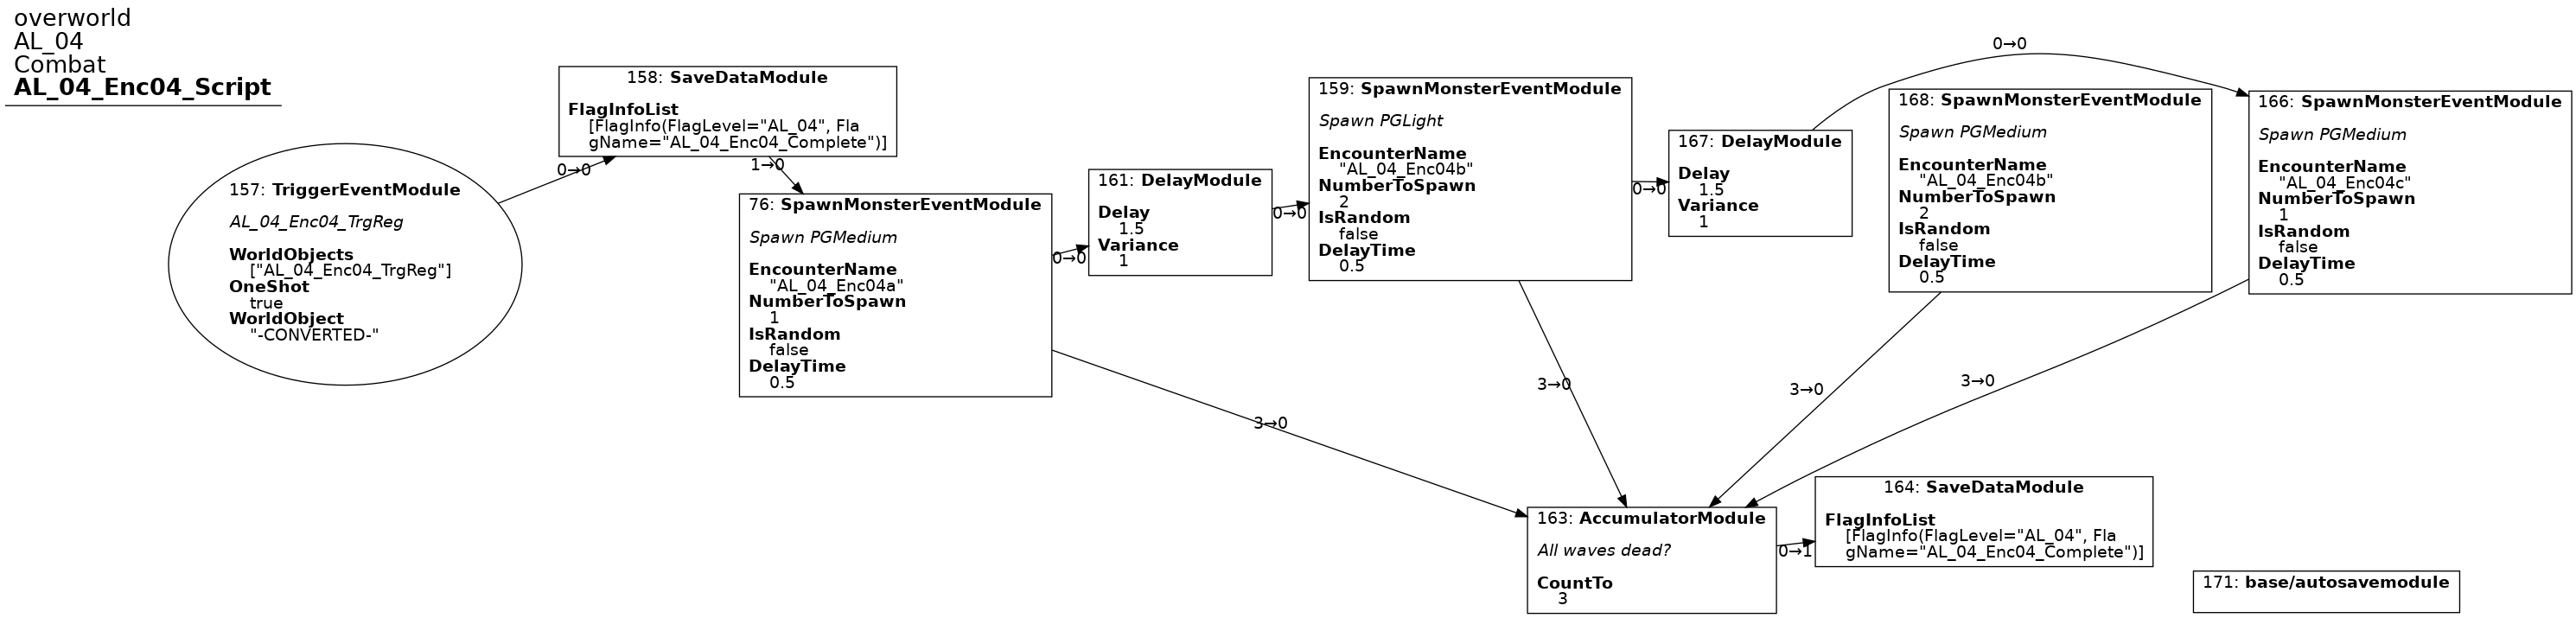 overworld
AL_04
Combat
AL_04_Enc04_Script
157: TriggerEventModule
AL_04_Enc04_TrgReg
WorldObjects
["AL_04_Enc04_TrgReg"]
OneShot
true
WorldObject
"-CONVERTED-"
0→0
158: SaveDataModule
FlagInfoList
[FlagInfo(FlagLevel="AL_04", Fla
gName="AL_04_Enc04_Complete")]
1→0
76: SpawnMonsterEventModule
Spawn PGMedium
EncounterName
"AL_04_Enc04a"
NumberToSpawn
1
IsRandom
false
DelayTime
0.5
0→0
161: DelayModule
Delay
1.5
Variance
1
0→0
159: SpawnMonsterEventModule
Spawn PGLight
EncounterName
"AL_04_Enc04b"
NumberToSpawn
2
IsRandom
false
DelayTime
0.5
0→0
167: DelayModule
Delay
1.5
Variance
1
0→0
168: SpawnMonsterEventModule
Spawn PGMedium
EncounterName
"AL_04_Enc04b"
NumberToSpawn
2
IsRandom
false
DelayTime
0.5
166: SpawnMonsterEventModule
Spawn PGMedium
EncounterName
"AL_04_Enc04c"
NumberToSpawn
1
IsRandom
false
DelayTime
0.5
3→0
3→0
3→0
3→0
163: AccumulatorModule
All waves dead?
CountTo
3
0→1
164: SaveDataModule
FlagInfoList
[FlagInfo(FlagLevel="AL_04", Fla
gName="AL_04_Enc04_Complete")]
171: base/autosavemodule